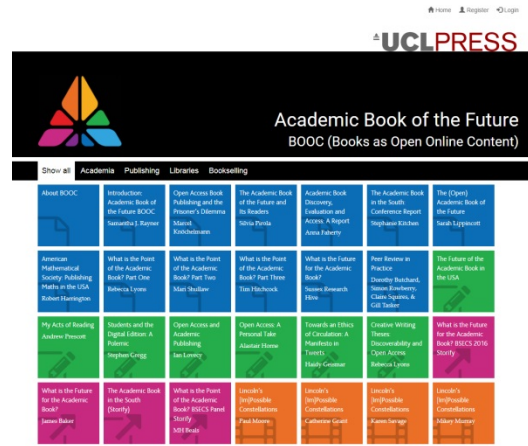 Home Register Login
UCLPRESS
Academic Book of the Future
BOOC (Books as Open Online Content)
Show all Academia Publishing Libraries Bookselling
About BOOC
Introduction:
Academic Book of
the Future BOOC
Samantha J. Rayner
Open Access Book
Publishing and the
Prisoner's Dilemma
Marcel
Knöchelmann
The Academic Book
of the Future and
Its Readers
Silvia
Academic Book
Discovery,
Evaluation and
Access. A Report
Anna Faherty
The Academic Book
in the South
Conference Report
Stephanie Kitchen
The (Open)
Academic Book of
the Future
Sarah Lippincott
American
Mathematical
Society: Publishing
Maths in the USA
Robert Harington
What is the Point
of the Academic
Book? Part One
Rebecca Lyons
What is the Point
of the Academic
Book? Part Two
Mari Shullaw
What is the Point
of the Academic
Book? Part Three
Tim Hitchcock
What is the Future
for the Academic
Book?
Sussex Research
Hive
Peer Review in
Practice
Dorothy Butchard,
Simon Rowberry,
Claire Squires, &
Gill Tasker
The Future of the
Academic Book in
the USA
My Acts of Reading
Andrew Prescott
Students and the
Digital Edition: A
Polemic
Stephen Gregg
Open Access and
Academic
Publishing
Ian Lovecy
Open Access: A
Personal Take
Alastair Horne
Towards an Ethics
of Circulation: A
Manifesto in
Tweets
Haidy Geismar
Creative Writing
Theses:
Discoverability and
Open Access
Rebecca Lyons
What is the Future
for the Academic
Book? BSECS 2016
Storify
What is the Future
for the Academic
Book?
James Baker
The Academic Book
in the South
(Storify)
What is the Point
of the Academic
Book? BSECS Panel
Storify
MH Beals
Lincoln's
[Im]Possible
Constellations
Paul Moore
Lincoln's
[Im]Possible
Constellations
Catherine Grant
Lincoln's
[Im]Possible
Constellations
Karen Savage
Lincoln's
[Im]Possible
Constellations
Mikey Murray